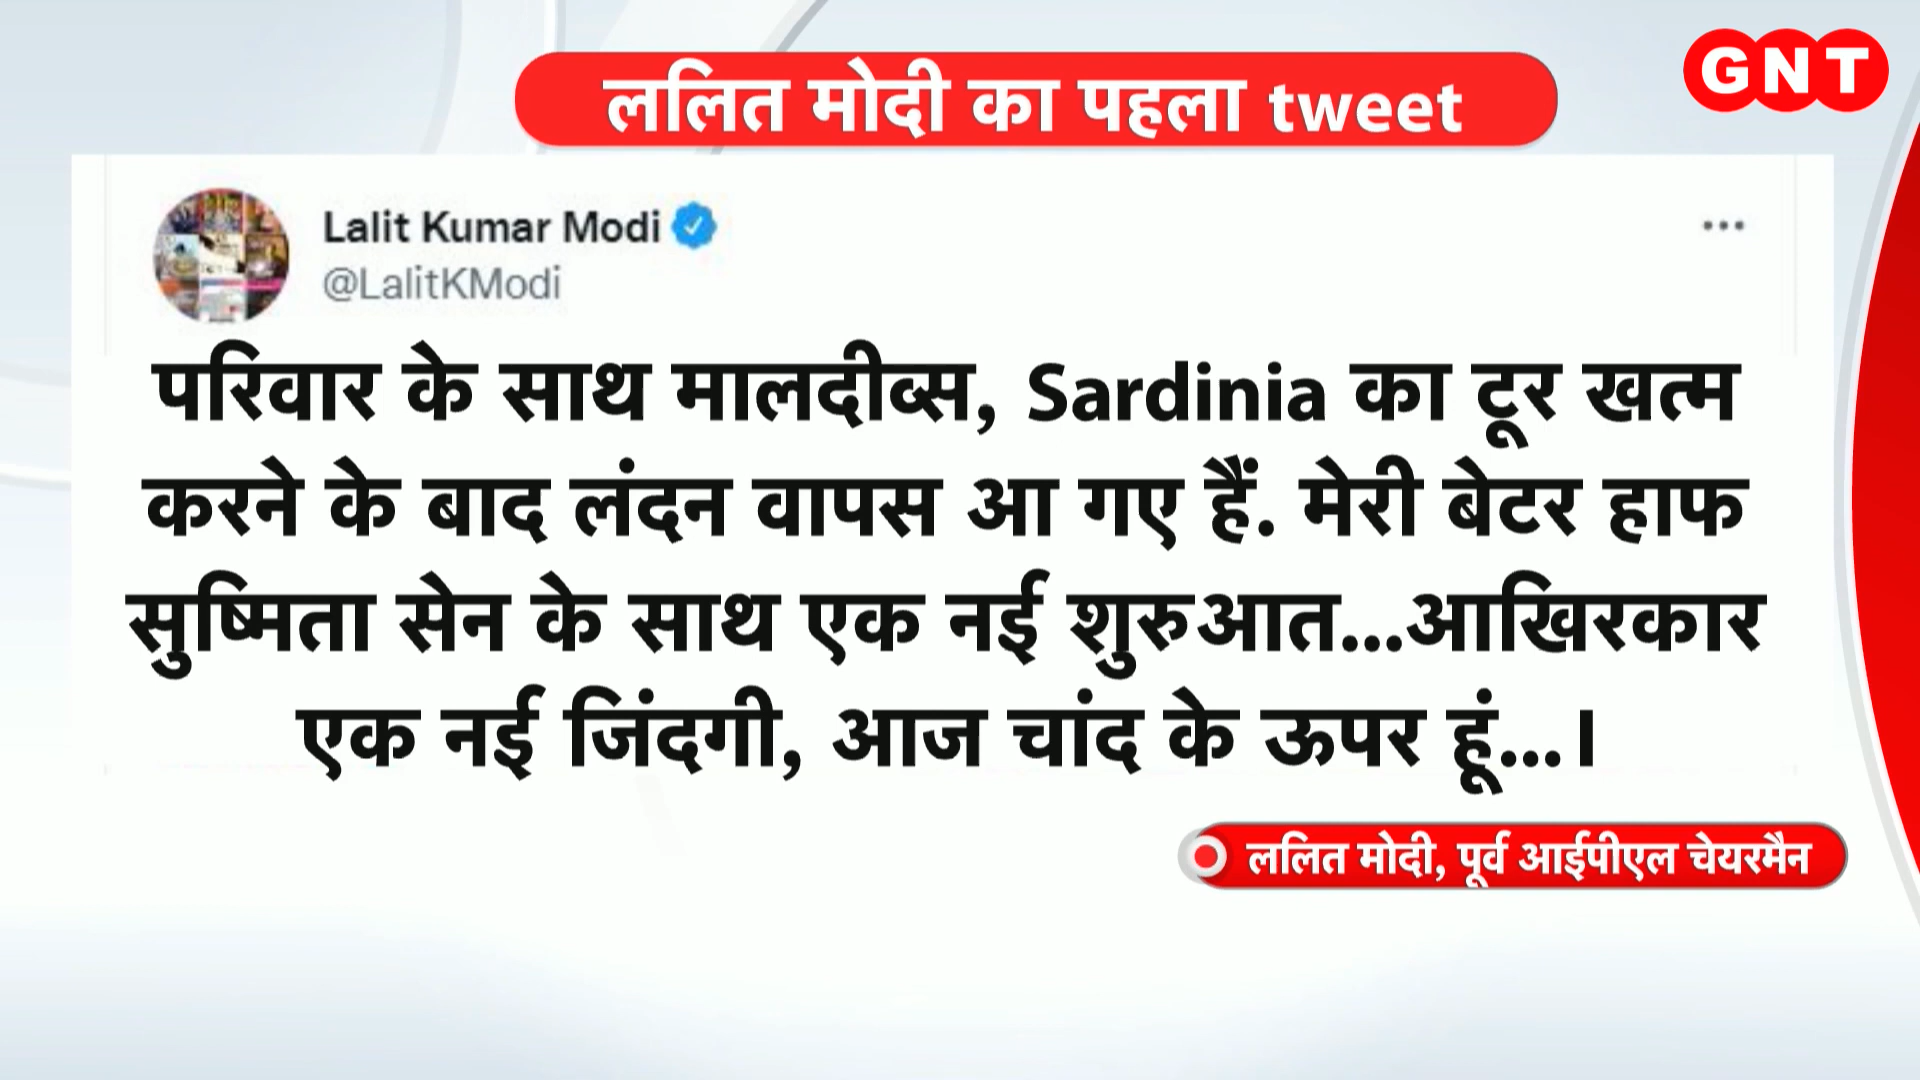 GNT
ललित मोदी का पहला tweet
Lalit Kumar Modi
@LalitKModi
परिवार के साथ मालदीव्स, Sardinia का टूर खत्म
करने के बाद लंदन वापस आ गए हैं. मेरी बेटर हाफ
सुष्मिता सेन के साथ एक नई शुरुआत...आखिरकार
एक नई जिंदगी, आज चांद के ऊपर हूं...।
ललित मोदी, पूर्व आईपीएल चेयरमैन